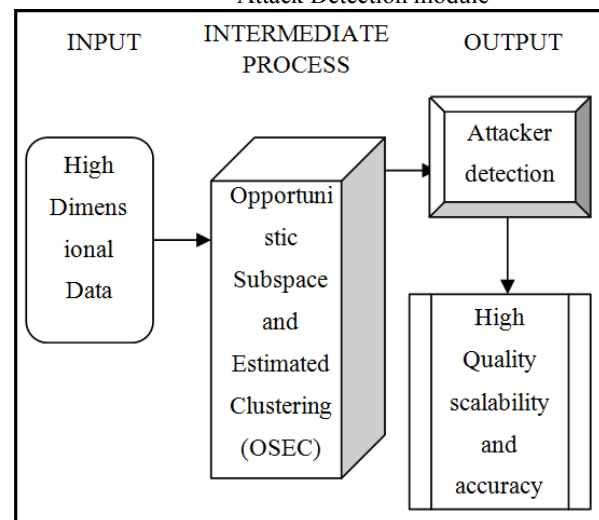 Attack Detection module
INPUT
INTERMEDIATE
PROCESS
OUTPUT
High
Dimens
ional
Data
Opportuni
stic
Subspace
and
Estimated
Clustering
(OSEC)
Attacker
detection
High
Quality
scalability
and
accuracy